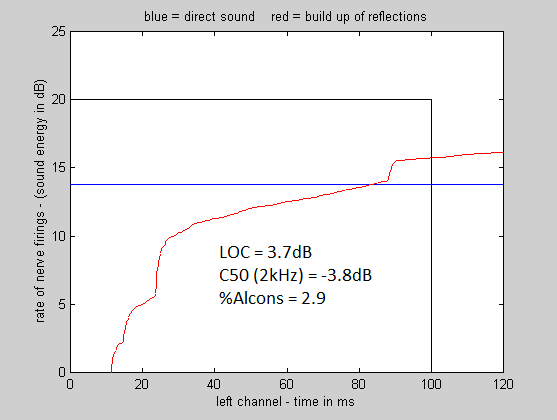 blue = direct sound    red = build up of reflections
25
20
15
10
5
0
rate of nerve firings - (sound energy in dB)
LOC = 3.7dB
C50 (2kHz) = -3.8dB
%Alcons = 2.9
0 20 40 60 80 100 120
left channel - time in ms